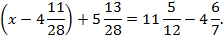 (x − 4 11/28) + 5 13/28 = 11 5/12 − 4 6/7.